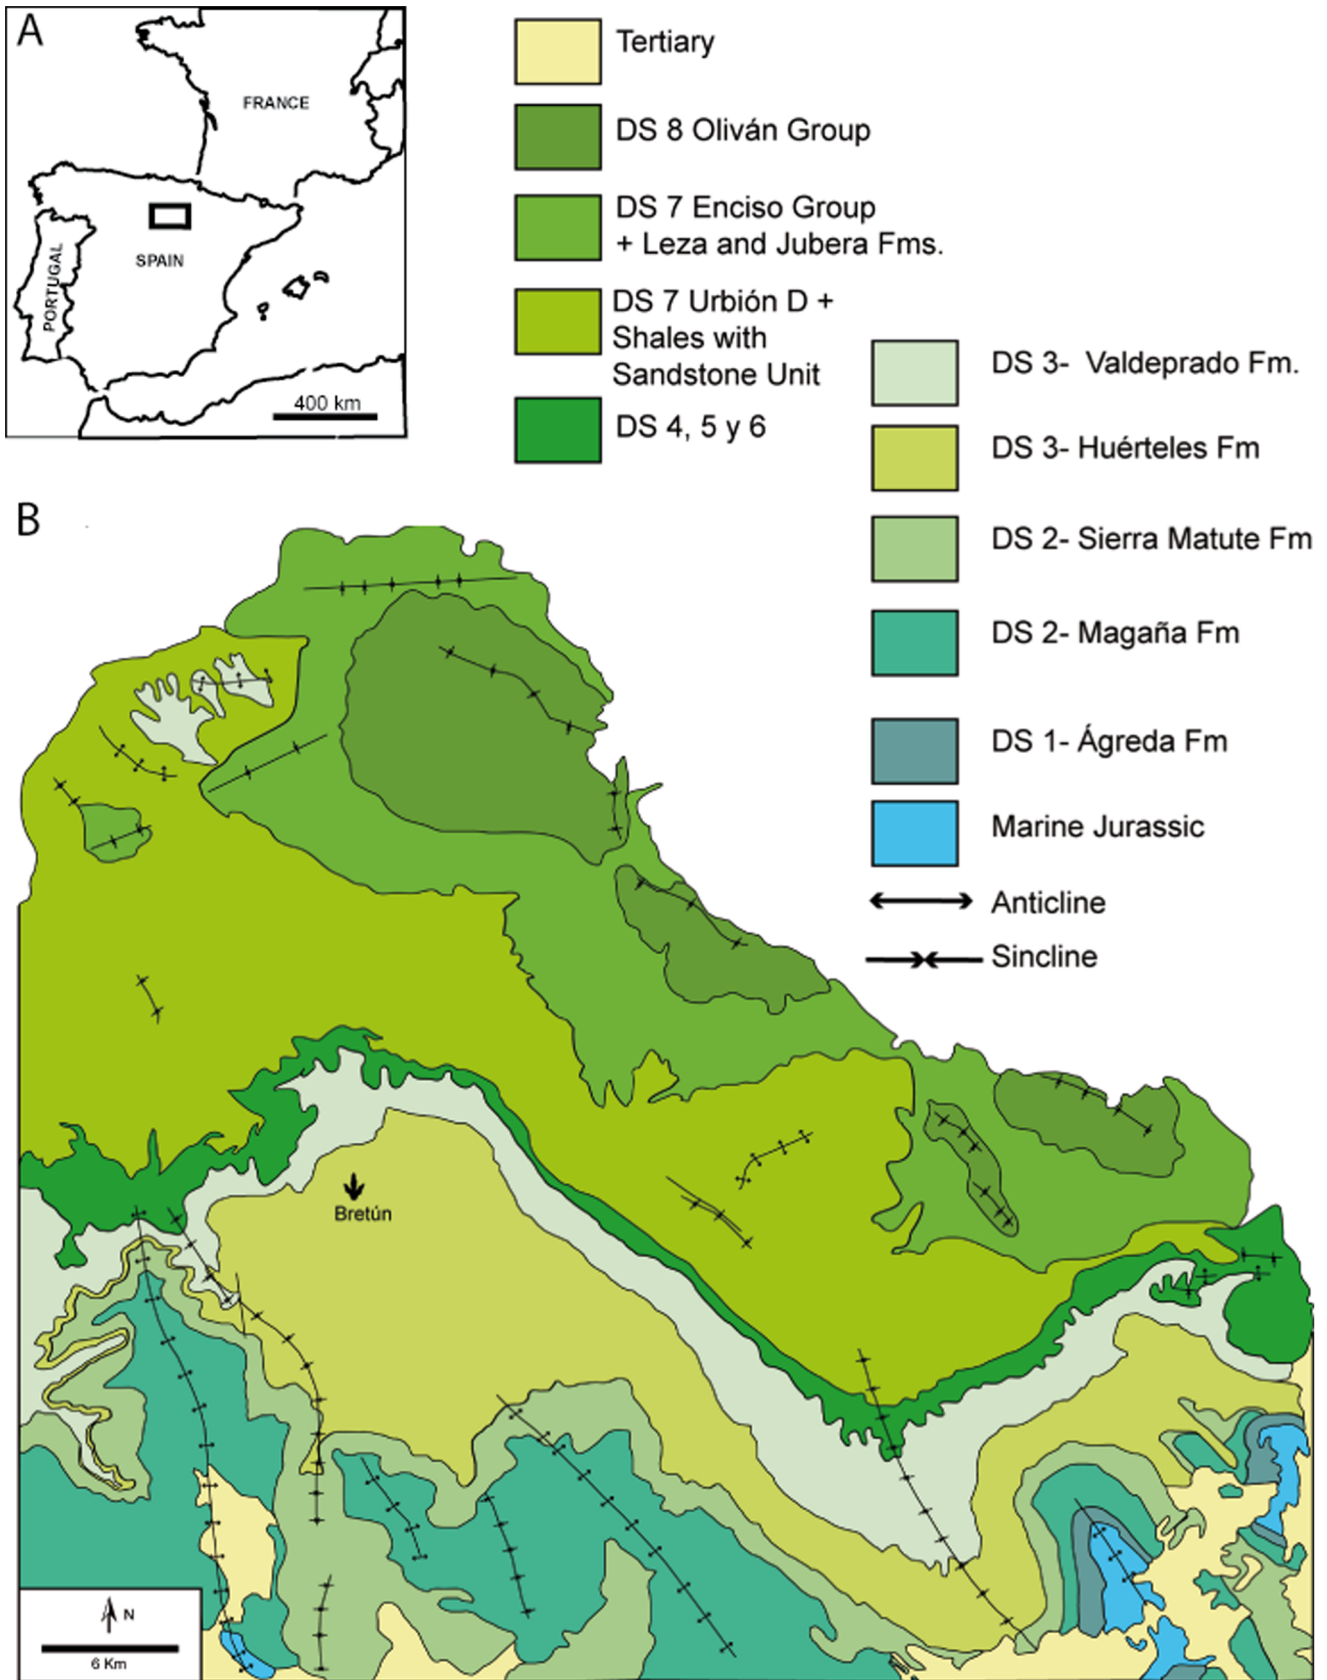 A
FRANCE
SPAIN
PORTUGAL
400 km
Tertiary
DS 8 Oliván Group
DS 7 Enciso Group
+ Leza and Jubera Fms.
DS 7 Urbión D +
Shales with
Sandstone Unit
DS 4, 5 y 6
DS 3- Valdeprado Fm.
DS 3- Huérteles Fm
DS 2- Sierra Matute Fm
DS 2- Magaña Fm
DS 1- Ágreda Fm
Marine Jurassic
Anticline
Sincline
B
Bretún
N
6 Km